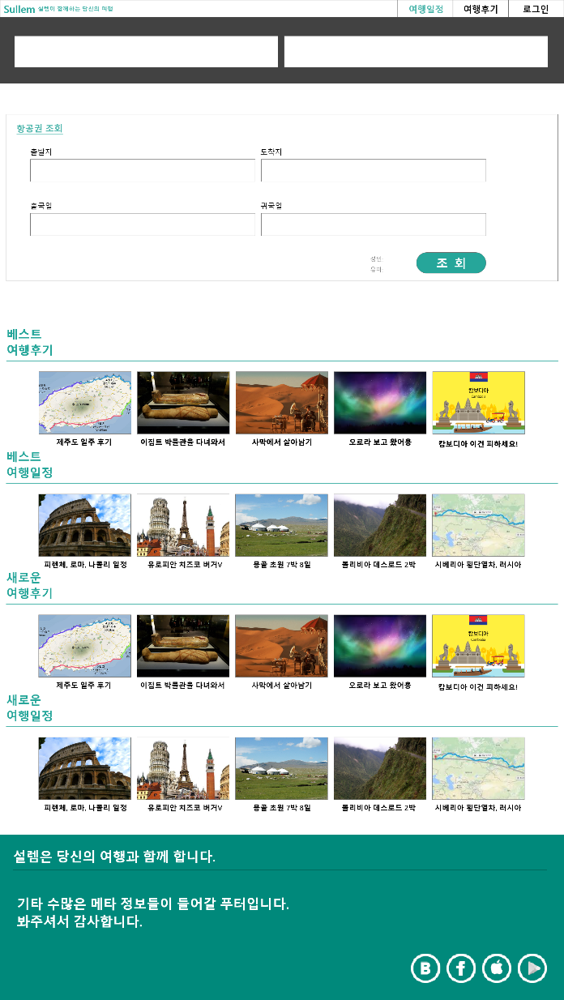 Sullem 설렘이 함께하는 당신의 여행
여행일정 여행후기 로그인
항공권 조회
출발지 도착지
출국일 귀국일
성인:
유아:
조 회
베스트
여행후기
캄보디아
Cambodia
제주도 일주 후기 이집트 박물관을 다녀와서 사막에서 살아남기 오로라 보고 왔어용 캄보디아 이건 피하세요!
베스트
여행일정
피렌체, 로마, 나폴리 일정 유로피안 치즈코 버거V 몽골 초원 7박 8일 볼리비아 데스로드 2박 시베리아 횡단열차, 러시아
새로운
여행후기
캄보디아
Cambodia
제주도 일주 후기 이집트 박물관을 다녀와서 사막에서 살아남기 오로라 보고 왔어용 캄보디아 이건 피하세요!
새로운
여행일정
피렌체, 로마, 나폴리 일정 유로피안 치즈코 버거V 몽골 초원 7박 8일 볼리비아 데스로드 2박 시베리아 횡단열차, 러시아
설렘은 당신의 여행과 함께 합니다.
기타 수많은 메타 정보들이 들어갈 푸터입니다.
봐주셔서 감사합니다.